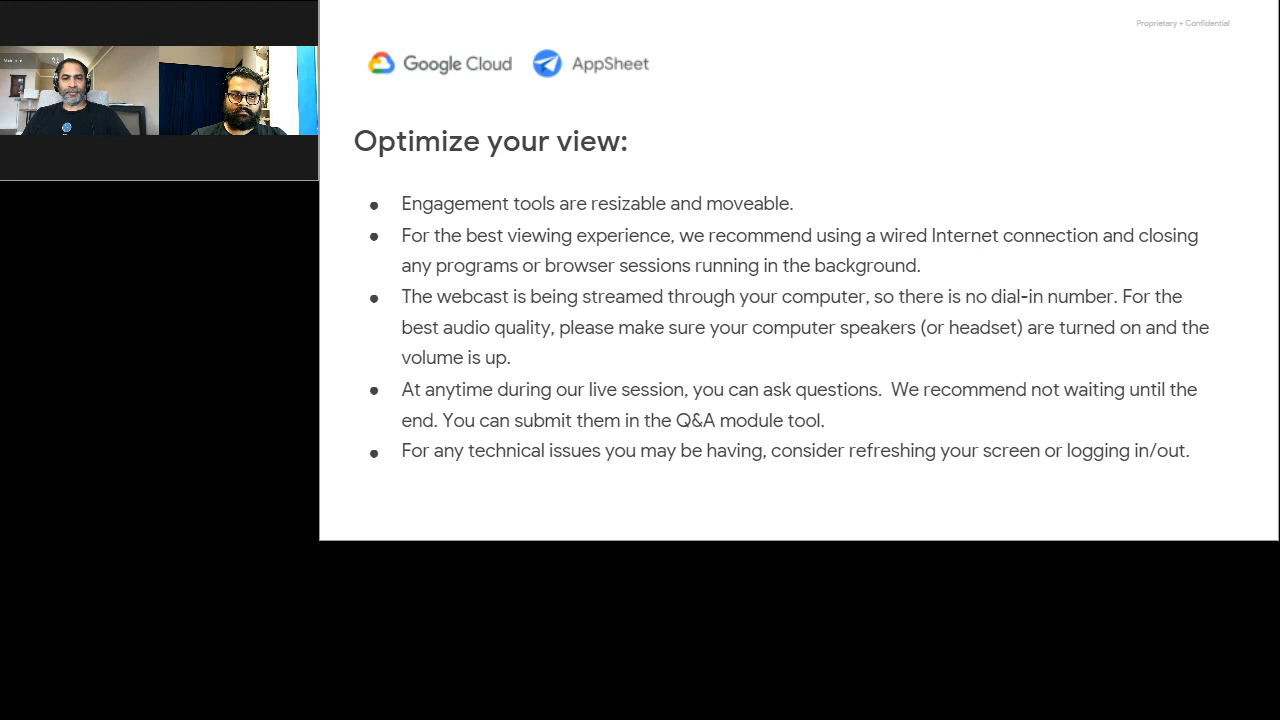 Proprietary + Confidential
Google Cloud AppSheet
Optimize your view:
● Engagement tools are resizable and moveable.
● For the best viewing experience, we recommend using a wired Internet connection and closing
any programs or browser sessions running in the background.
● The webcast is being streamed through your computer, so there is no dial-in number. For the
best audio quality, please make sure your computer speakers (or headset) are turned on and the
volume is up.
● At anytime during our live session, you can ask questions.  We recommend not waiting until the
end. You can submit them in the Q&A module tool.
● For any technical issues you may be having, consider refreshing your screen or logging in/out.